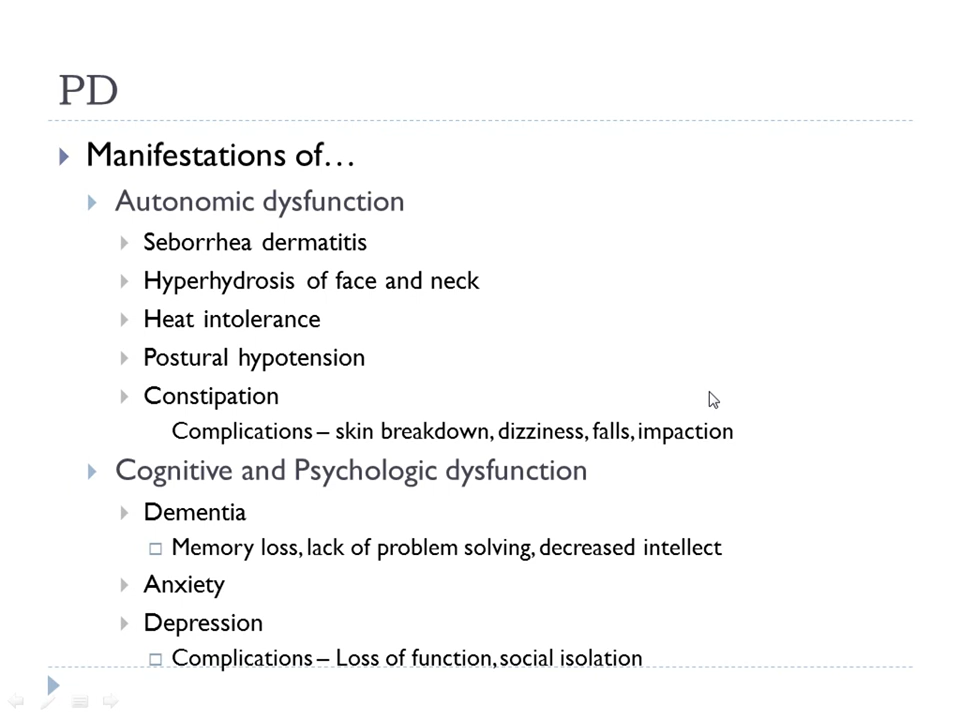 PD
Manifestations of…
Autonomic dysfunction
Seborrhea dermatitis
Hyperhydrosis of face and neck
Heat intolerance
Postural hypotension
Constipation
Complications – skin breakdown, dizziness, falls, impaction
Cognitive and Psychologic dysfunction
Dementia
Memory loss, lack of problem solving, decreased intellect
Anxiety
Depression
Complications – Loss of function, social isolation